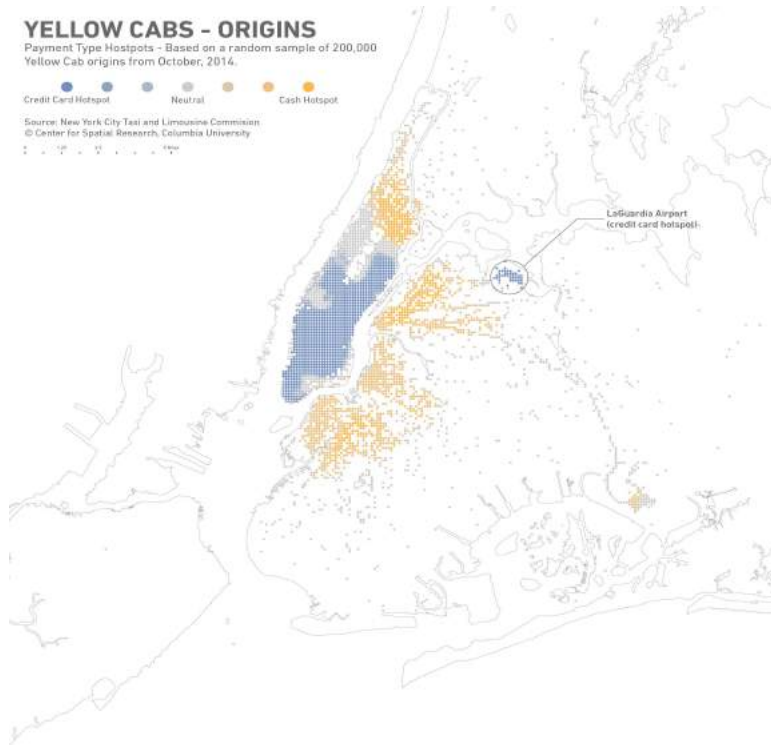 YELLOW CABS - ORIGINS
Payment Type Hostpots - Based on a random sample of 200,000
Yellow Cab origins from October, 2014.
Credit Card Hotspot Neutral Cash Hotspot
Source: New York City Taxi and Limousine Commision
© Center for Spatial Research, Columbia University
LaGuardia Airport
(credit card hotspot)